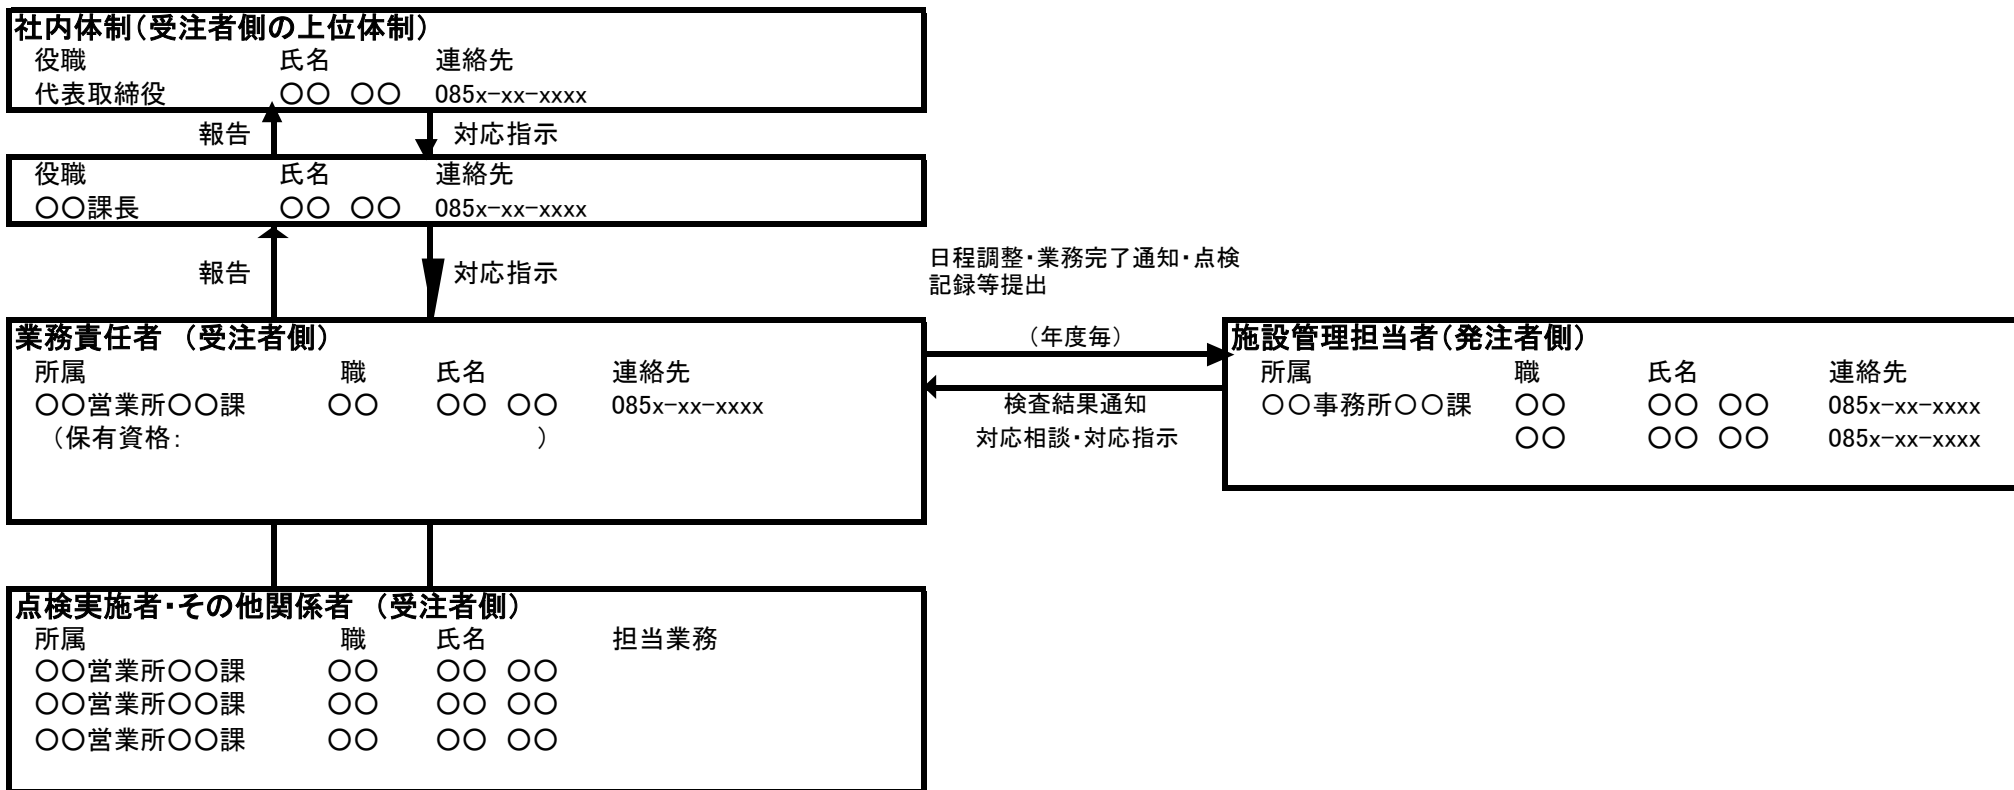 社内体制(受注者側の上位体制)
役職 氏名 連絡先
代表取締役 〇〇 〇〇 085x-xx-xxxx
報告 対応指示
役職 氏名 連絡先
〇〇課長 〇〇 〇〇 085x-xx-xxxx
報告 対応指示
日程調整・業務完了通知・点検
記録等提出
業務責任者 (受注者側)
所属 職 氏名 連絡先
〇〇営業所〇〇課 〇〇 〇〇 〇〇 085x-xx-xxxx
(保有資格: )
(年度毎)
検査結果通知
対応相談・対応指示
施設管理担当者(発注者側)
所属 職 氏名 連絡先
〇〇事務所〇〇課 〇〇 〇〇 〇〇 085x-xx-xxxx
〇〇 〇〇 〇〇 085x-xx-xxxx
点検実施者・その他関係者 (受注者側)
所属 職 氏名 担当業務
〇〇営業所〇〇課 〇〇 〇〇 〇〇
〇〇営業所〇〇課 〇〇 〇〇 〇〇
〇〇営業所〇〇課 〇〇 〇〇 〇〇